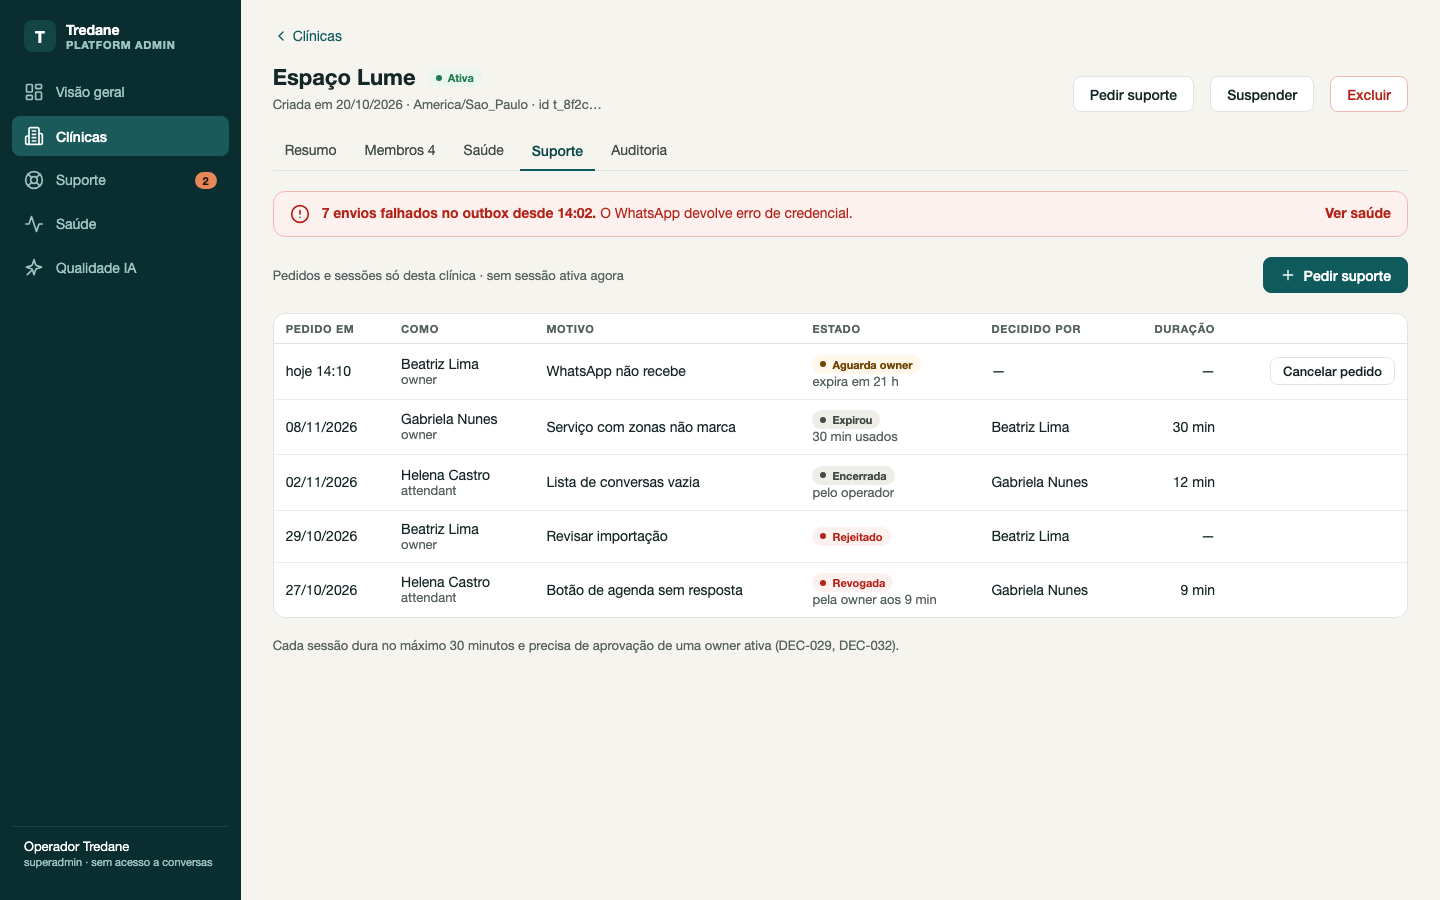 T
Tredane
PLATFORM ADMIN
Visão geral
Clínicas
Suporte
2
Saúde
Qualidade IA
Operador Tredane
superadmin · sem acesso a conversas
Clínicas
Espaço Lume
Ativa
Criada em 20/10/2026 · America/Sao_Paulo · id t_8f2c…
Pedir suporte
Suspender
Excluir
Resumo
Membros 4
Saúde
Suporte
Auditoria
7 envios falhados no outbox desde 14:02. O WhatsApp devolve erro de credencial.
Ver saúde
Pedidos e sessões só desta clínica · sem sessão ativa agora
Pedir suporte
PEDIDO EM COMO MOTIVO ESTADO DECIDIDO POR DURAÇÃO
hoje 14:10
Beatriz Lima
owner
WhatsApp não recebe
Aguarda owner
expira em 21 h
—
—
Cancelar pedido
08/11/2026
Gabriela Nunes
owner
Serviço com zonas não marca
Expirou
30 min usados
Beatriz Lima
30 min
02/11/2026
Helena Castro
attendant
Lista de conversas vazia
Encerrada
pelo operador
Gabriela Nunes
12 min
29/10/2026
Beatriz Lima
owner
Revisar importação
Rejeitado
Beatriz Lima
—
27/10/2026
Helena Castro
attendant
Botão de agenda sem resposta
Revogada
pela owner aos 9 min
Gabriela Nunes
9 min
Cada sessão dura no máximo 30 minutos e precisa de aprovação de uma owner ativa (DEC-029, DEC-032).